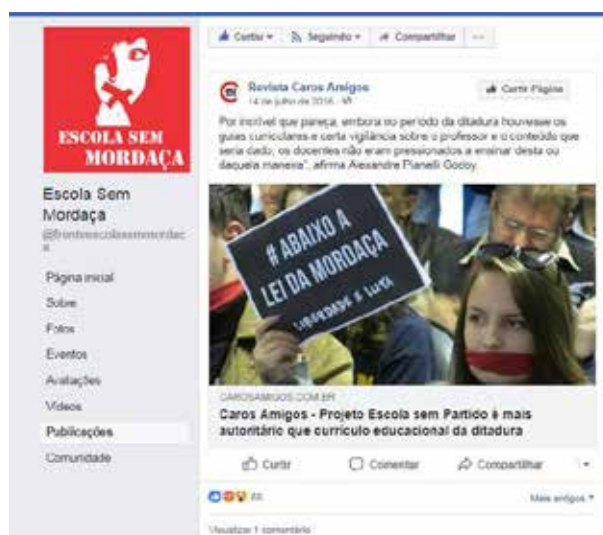 Curtiu Seguindo Compartilhar ...
ESCOLA SEM
MORDAÇA
Escola Sem
Mordaça
Página inicial
Sobre
Fotos
Eventos
Avaliações
Vídeos
Publicações
Comunidade
Revista Caros Amigos
Curtir Página
14 de julho de 2016
Por incrível que pareça, embora no período da ditadura houvesse os
guias curriculares e certa vigilância sobre o professor e o conteúdo que
seria dado, os docentes não eram pressionados a ensinar desta ou
daquela maneira", afirma Alexandre Pianelli Godoy.
# ABAIXO A
LEI DA MORDAÇA
LIBERDADE E LUTA
CAROSAMIGOS.COM.BR
Caros Amigos - Projeto Escola sem Partido é mais
autoritário que currículo educacional da ditadura
Curtir Comentar Compartilhar
Mais antigos
Visualizar 1 comentário